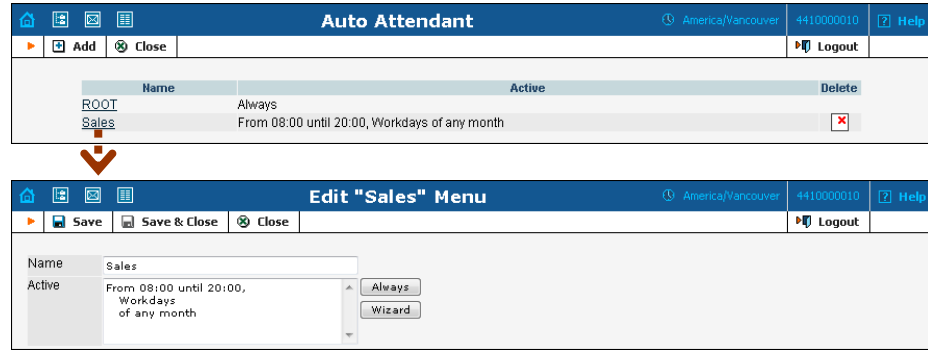 Auto Attendant America/Vancouver 4410000010 ? Help
Add Close Logout
Name Active Delete
ROOT Always
Sales From 08:00 until 20:00, Workdays of any month
Edit "Sales" Menu America/Vancouver 4410000010 ? Help
Save Save & Close Close Logout
Name Sales
Active From 08:00 until 20:00, Always
Workdays
of any month Wizard